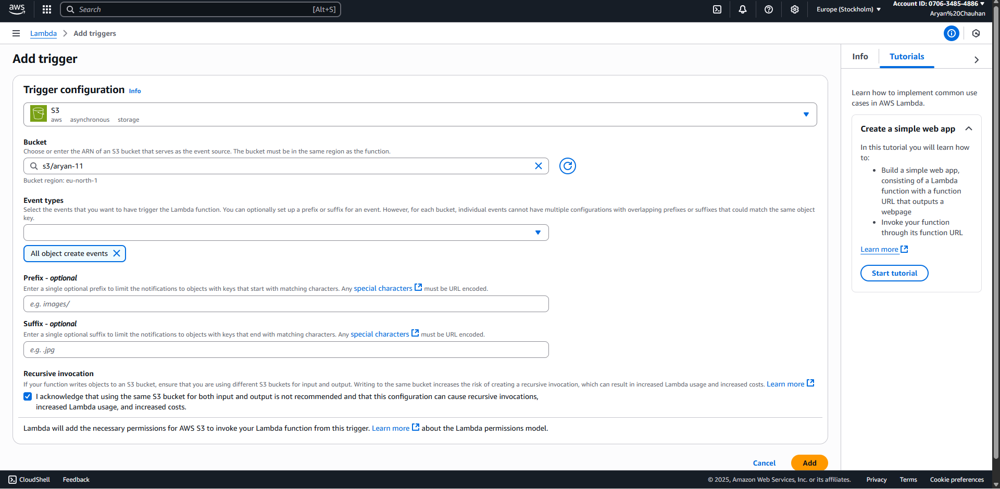 aws
Search
[Alt+S]
Europe (Stockholm)
Account ID: 0706-3485-4886
Aryan%20Chauhan
Lambda
Add triggers
Add trigger
Trigger configuration Info
S3
aws asynchronous storage
Bucket
Choose or enter the ARN of an S3 bucket that serves as the event source. The bucket must be in the same region as the function.
s3/aryan-11
Bucket region: eu-north-1
Event types
Select the events that you want to have trigger the Lambda function. You can optionally set up a prefix or suffix for an event. However, for each bucket, individual events cannot have multiple configurations with overlapping prefixes or suffixes that could match the same object
key.
All object create events
Prefix - optional
Enter a single optional prefix to limit the notifications to objects with keys that start with matching characters. Any special characters must be URL encoded.
e.g. images/
Suffix - optional
Enter a single optional suffix to limit the notifications to objects with keys that end with matching characters. Any special characters must be URL encoded.
e.g. .jpg
Recursive invocation
If your function writes objects to an S3 bucket, ensure that you are using different S3 buckets for input and output. Writing to the same bucket increases the risk of creating a recursive invocation, which can result in increased Lambda usage and increased costs. Learn more
I acknowledge that using the same S3 bucket for both input and output is not recommended and that this configuration can cause recursive invocations,
increased Lambda usage, and increased costs.
Lambda will add the necessary permissions for AWS S3 to invoke your Lambda function from this trigger. Learn more about the Lambda permissions model.
Cancel
Add
Info
Tutorials
Learn how to implement common use
cases in AWS Lambda.
Create a simple web app
In this tutorial you will learn how
to:
• Build a simple web app,
consisting of a Lambda
function with a function
URL that outputs a
webpage
• Invoke your function
through its function URL
Learn more
Start tutorial
CloudShell
Feedback
© 2025, Amazon Web Services, Inc. or its affiliates.
Privacy
Terms
Cookie preferences